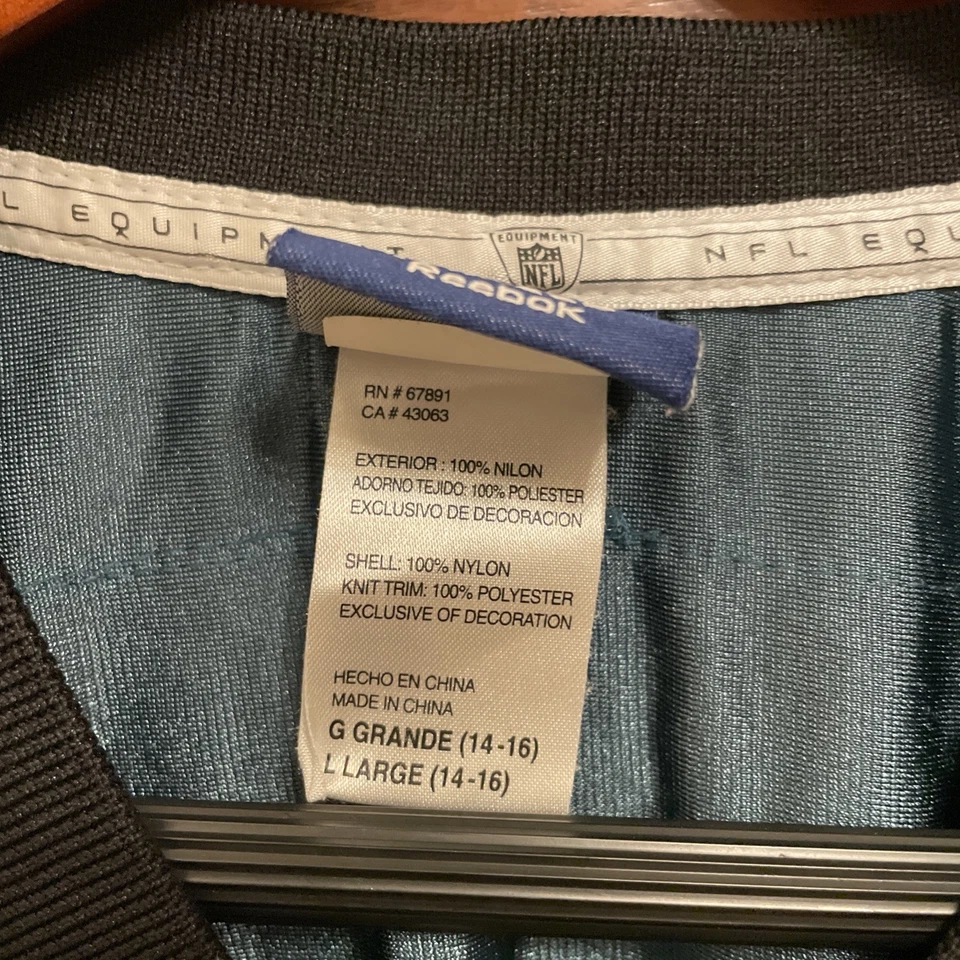 L EQUIPM T
EQUIPMENT
NFL
NFL EQU
Reebok
RN # 67891
CA # 43063
EXTERIOR : 100% NILON
ADORNO TEJIDO: 100% POLIESTER
EXCLUSIVO DE DECORACION
SHELL: 100% NYLON
KNIT TRIM: 100% POLYESTER
EXCLUSIVE OF DECORATION
HECHO EN CHINA
MADE IN CHINA
G GRANDE (14-16)
L LARGE (14-16)